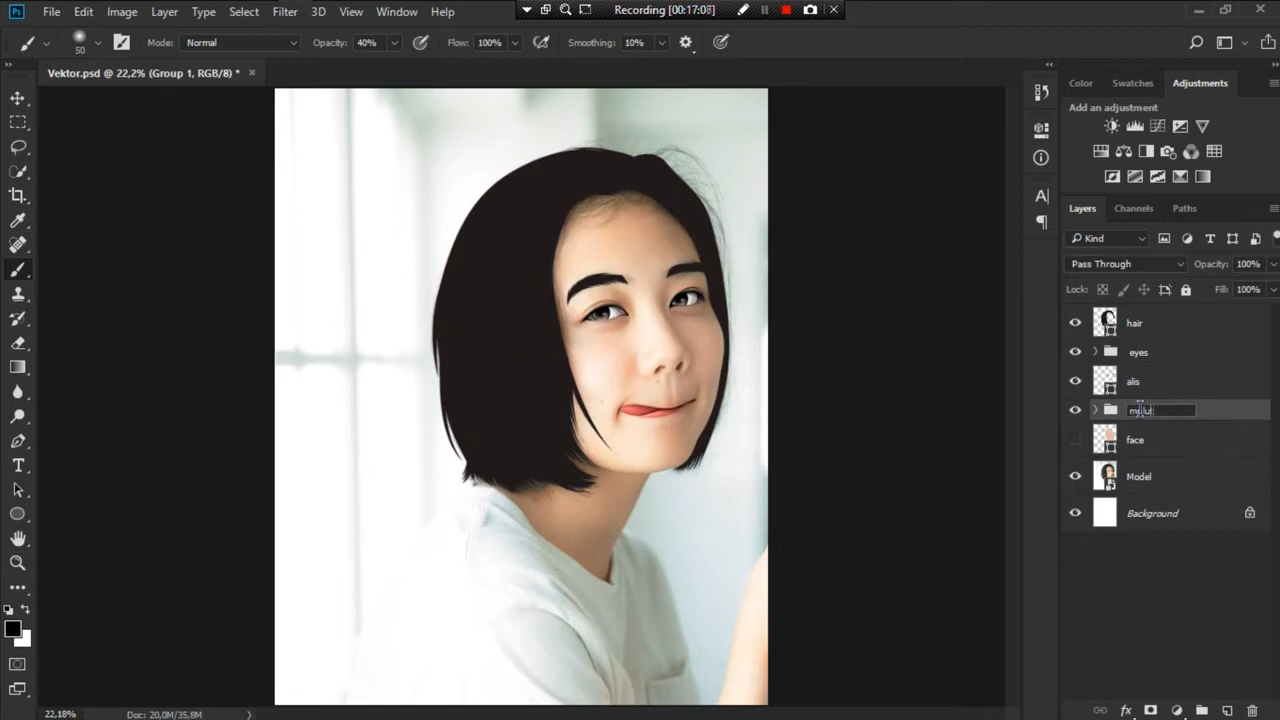 File Edit Image Layer Type Select Filter 3D View Window Help
Recording [00:17:08]
50 Mode: Normal Opacity: 40% Flow: 100% Smoothing: 10%
Vektor.psd @ 22,2% (Group 1, RGB/8) *
Color Swatches Adjustments
Add an adjustment
Layers Channels Paths
Kind
Pass Through Opacity: 100%
Lock: Fill: 100%
hair
eyes
alis
face
Model
Background
22,18% Doc: 20,0M/35,8M